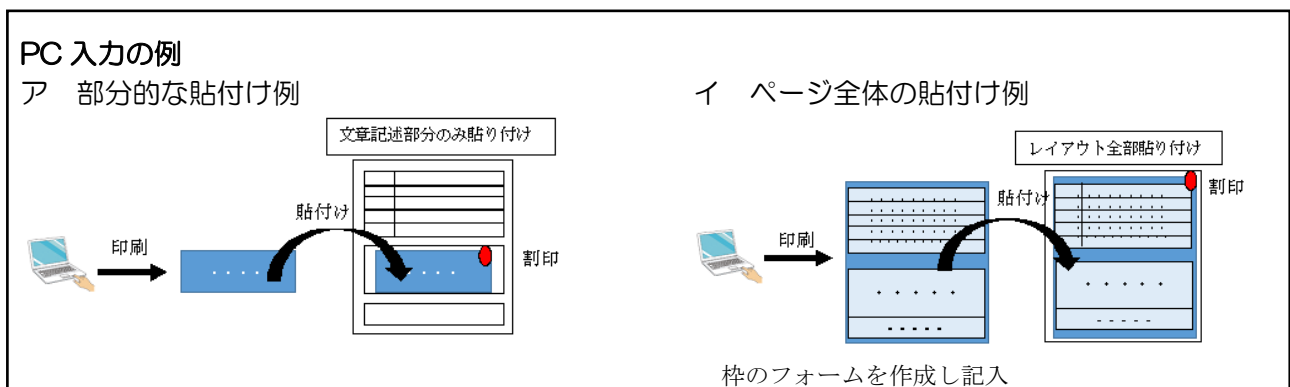 PC 入力の例
ア 部分的な貼付け例
文章記述部分のみ貼り付け
貼付け
印刷
割印
イ ページ全体の貼付け例
レイアウト全部貼り付け
貼付け
割印
印刷
枠のフォームを作成し記入